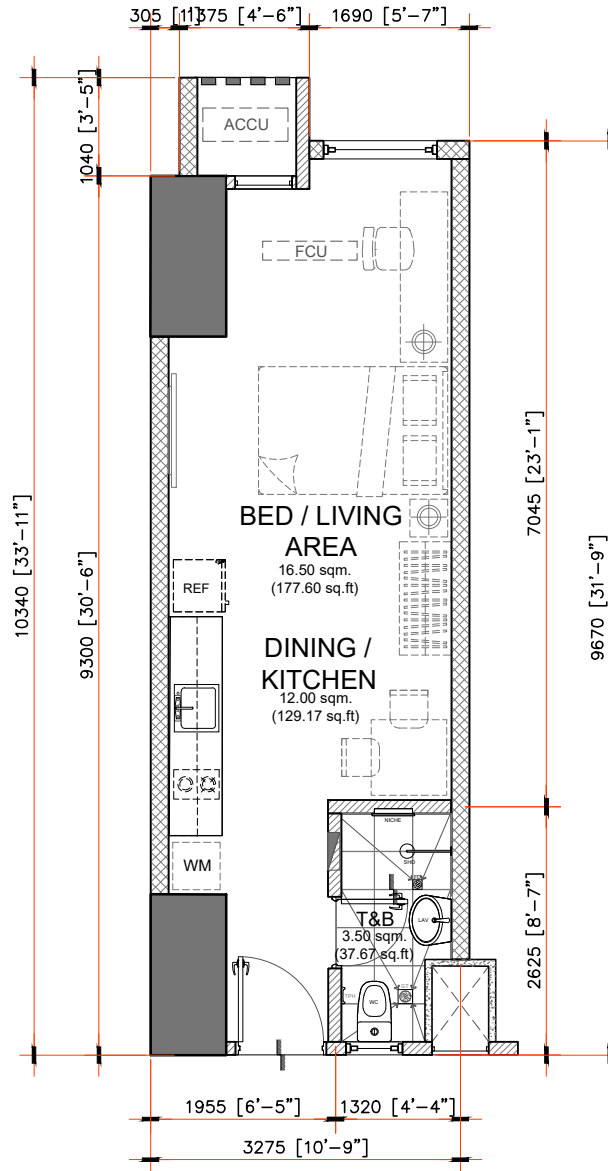 305 [1']
1375 [4'-6"]
1690 [5'-7"]
1040 [3'-5"]
ACCU
FCU
10340 [33'-11"]
9300 [30'-6"]
7045 [23'-1"]
9670 [31'-9"]
BED / LIVING
AREA
16.50 sqm.
(177.60 sq.ft)
REF
DINING /
KITCHEN
12.00 sqm.
(129.17 sq.ft)
NICHE
SHO
WM
T&B
3.50 sqm.
(37.67 sq.ft)
LAV
2625 [8'-7"]
TPH
WC
GT
1955 [6'-5"]
1320 [4'-4"]
3275 [10'-9"]